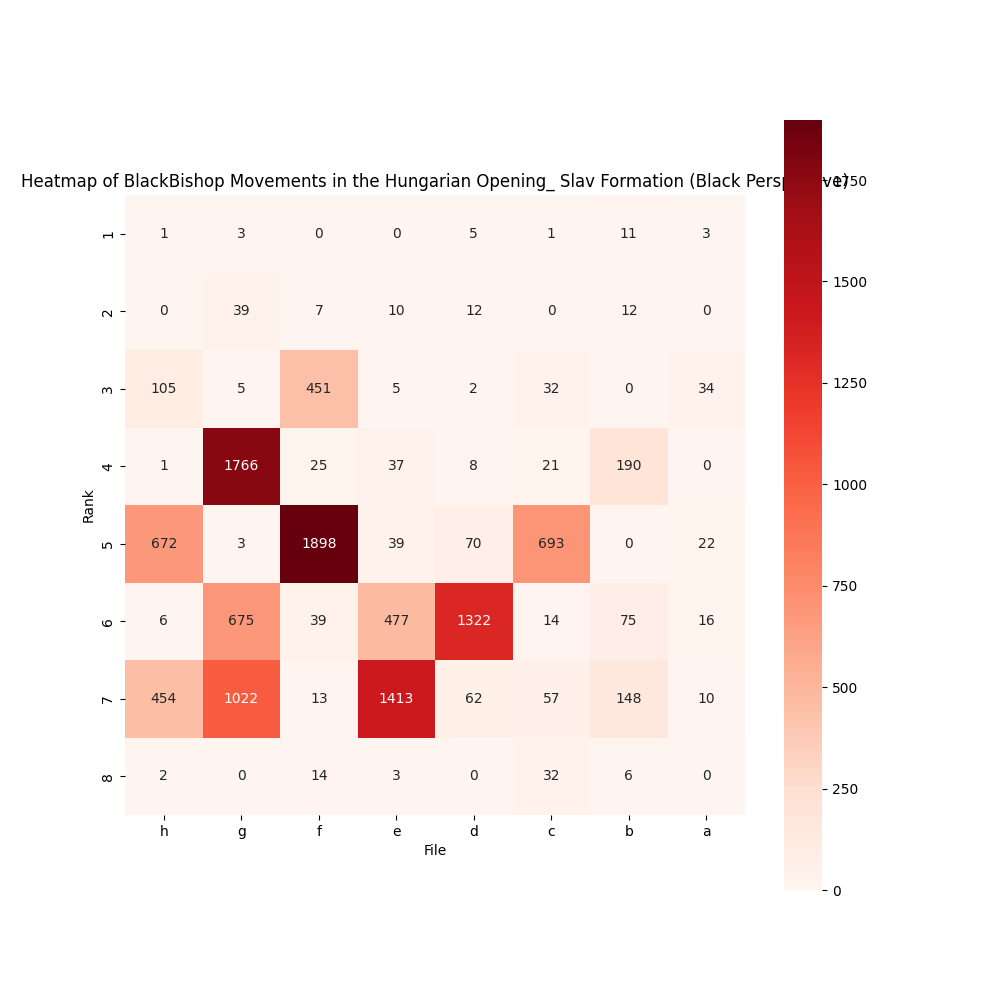 Heatmap of BlackBishop Movements in the Hungarian Opening_ Slav Formation (Black Perspective)
1 1 3 0 0 5 1 11 3
2 0 39 7 10 12 0 12 0
3 105 5 451 5 2 32 0 34
4 1 1766 25 37 8 21 190 0
5 672 3 1898 39 70 693 0 22
6 6 675 39 477 1322 14 75 16
7 454 1022 13 1413 62 57 148 10
8 2 0 14 3 0 32 6 0
h g f e d c b a
File
Rank
1750
1500
1250
1000
750
500
250
0